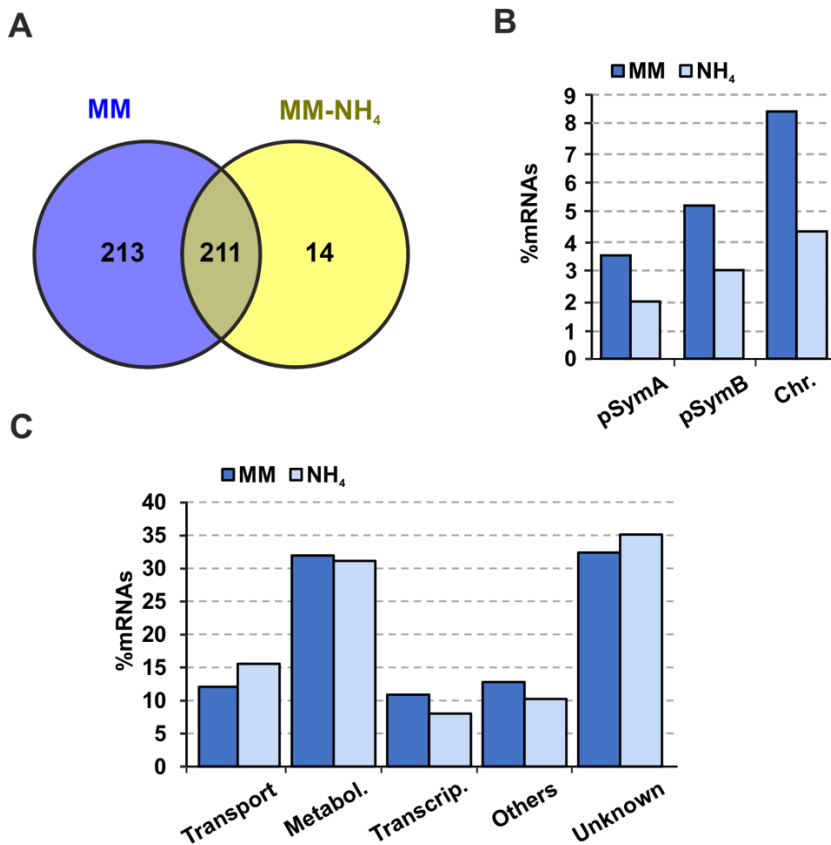 A
MM
MM-NH₄
213
211
14
B
MM
NH₄
%mRNAs
9
8
7
6
5
4
3
2
1
0
pSymA
pSymB
Chr.
C
MM
NH₄
%mRNAs
40
35
30
25
20
15
10
5
0
Transport
Metabol.
Transcrip.
Others
Unknown